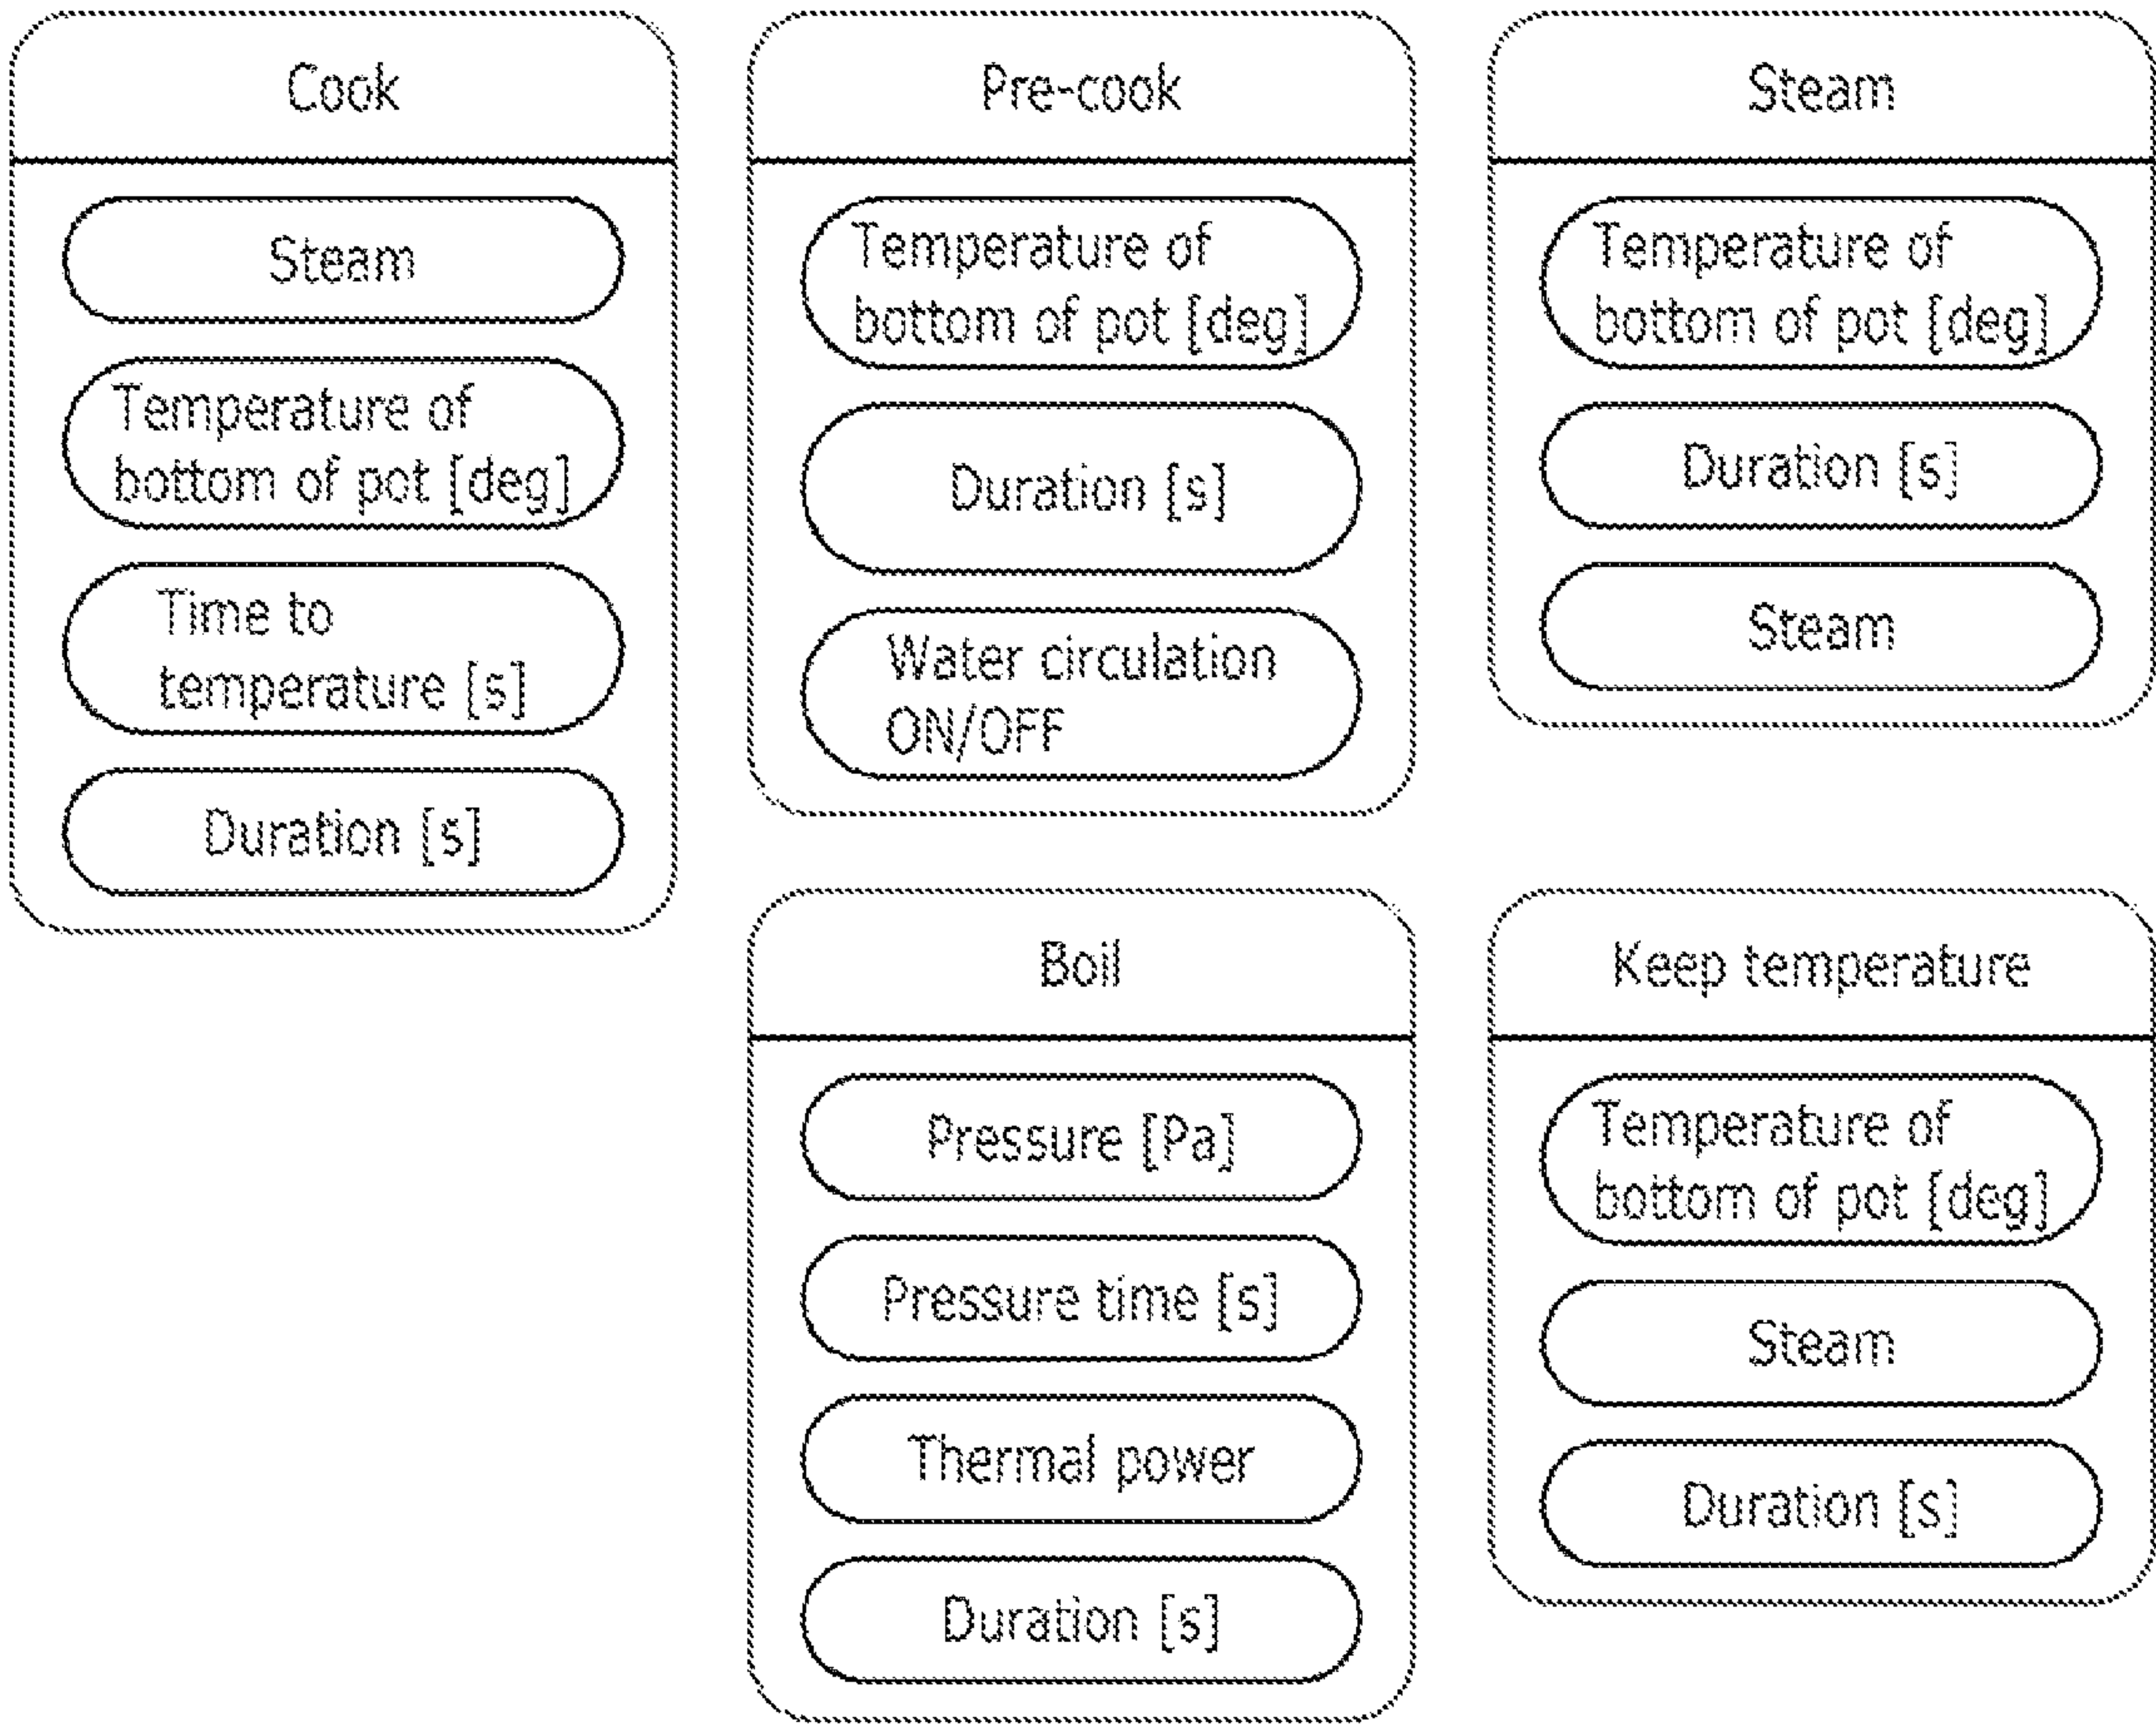 Cook
Steam
Temperature of
bottom of pot [deg]
Time to
temperature [s]
Duration [s]
Pre-cook
Temperature of
bottom of pot [deg]
Duration [s]
Water circulation
ON/OFF
Steam
Temperature of
bottom of pot [deg]
Duration [s]
Steam
Boil
Pressure [Pa]
Pressure time [s]
Thermal power
Duration [s]
Keep temperature
Temperature of
bottom of pot [deg]
Steam
Duration [s]